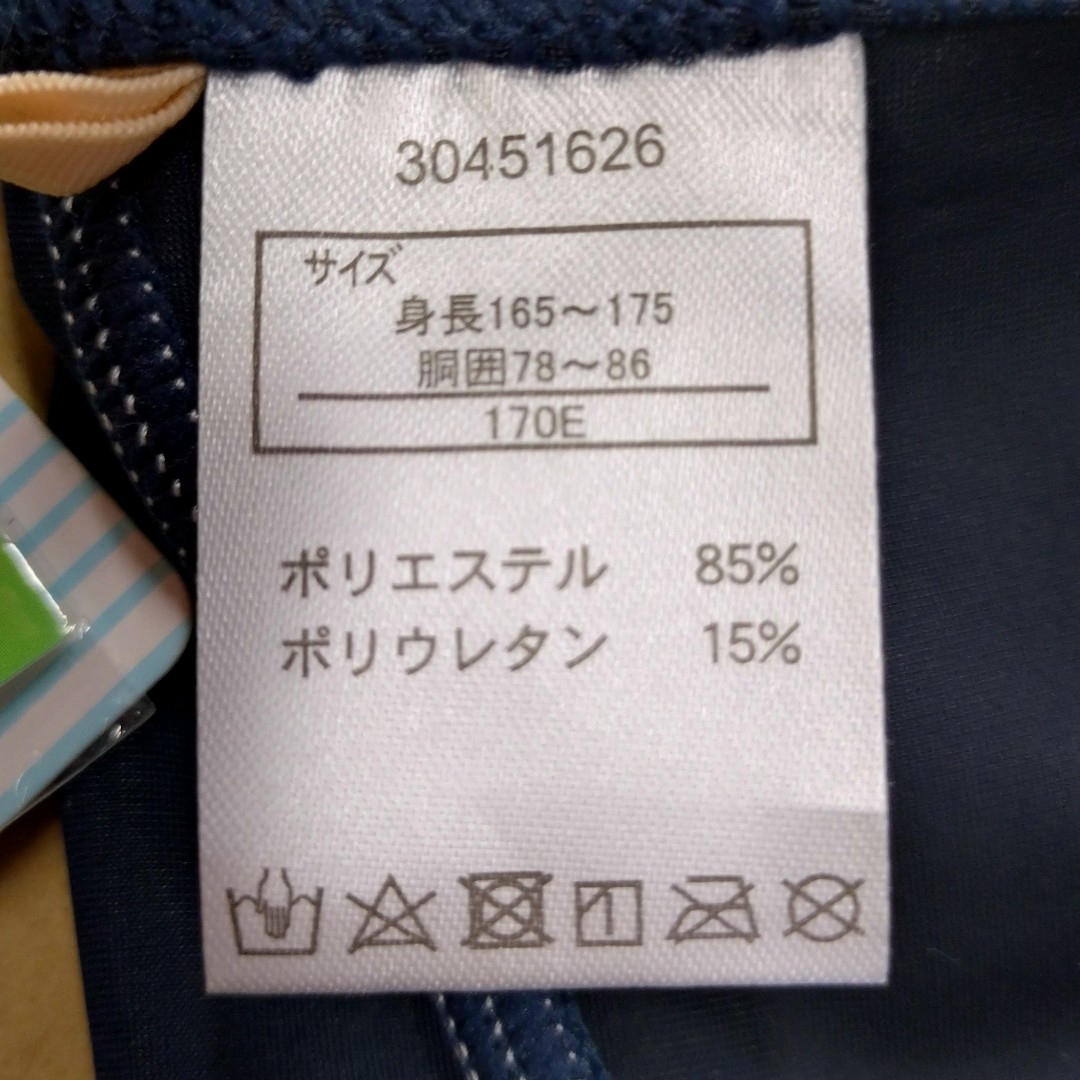 30451626
サイズ
身長165～175
胴囲78～86
170E
ポリエステル 85%
ポリウレタン 15%